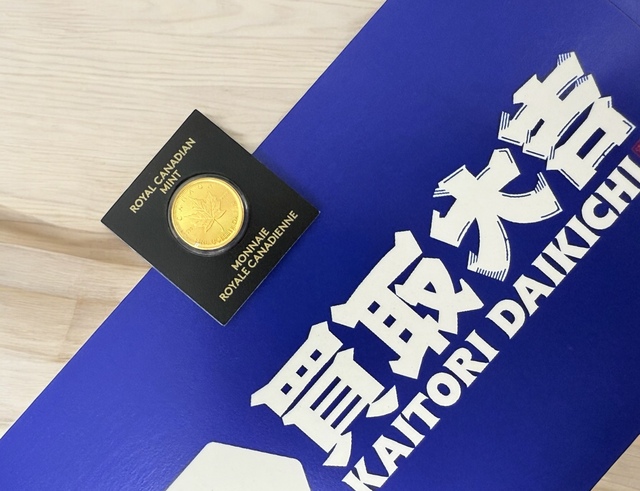 ROYAL CANADIAN
MINT
MONNAIE
ROYALE CANADIENNE
買取大吉
KAITORI DAIKICHI